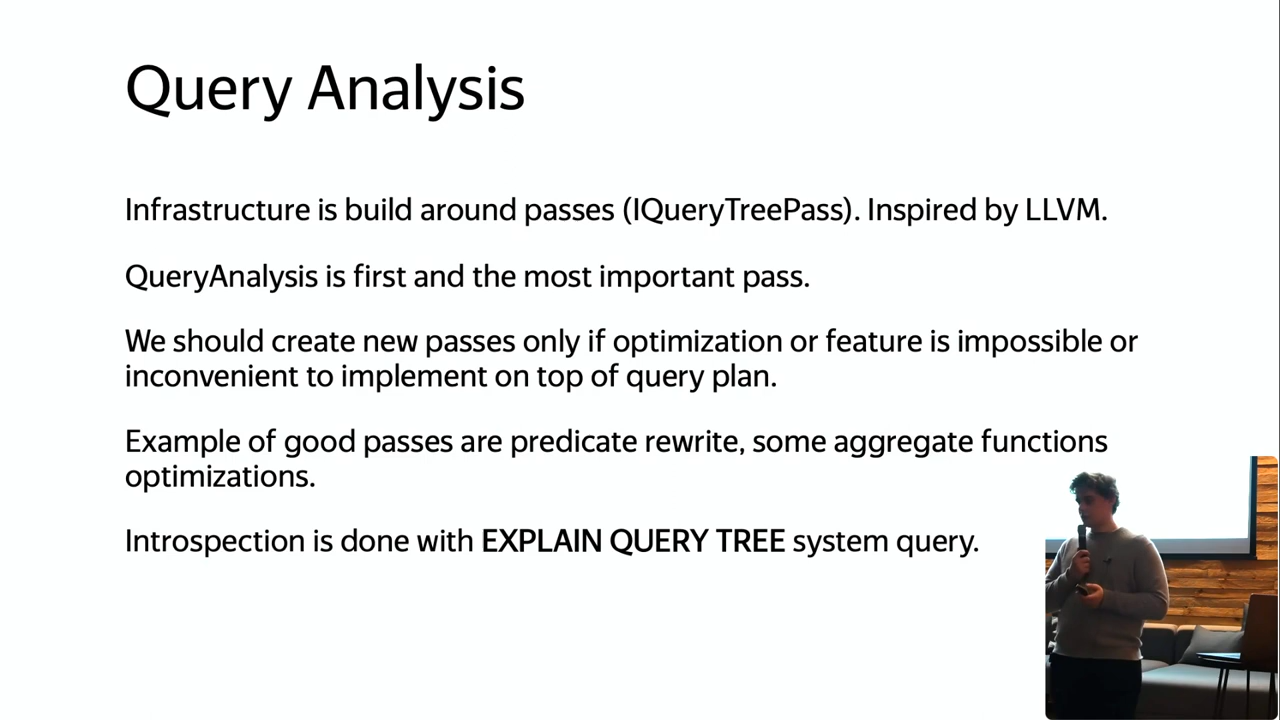 Query Analysis
Infrastructure is build around passes (IQueryTreePass). Inspired by LLVM.
QueryAnalysis is first and the most important pass.
We should create new passes only if optimization or feature is impossible or
inconvenient to implement on top of query plan.
Example of good passes are predicate rewrite, some aggregate functions
optimizations.
Introspection is done with EXPLAIN QUERY TREE system query.